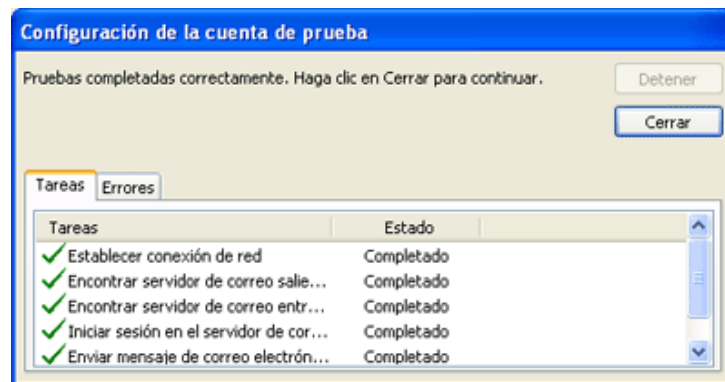 Configuración de la cuenta de prueba
Pruebas completadas correctamente. Haga clic en Cerrar para continuar.
Detener
Cerrar
Tareas Errores
Tareas Estado
Establecer conexión de red Completado
Encontrar servidor de correo salie... Completado
Encontrar servidor de correo entr... Completado
Iniciar sesión en el servidor de cor... Completado
Enviar mensaje de correo electrón... Completado